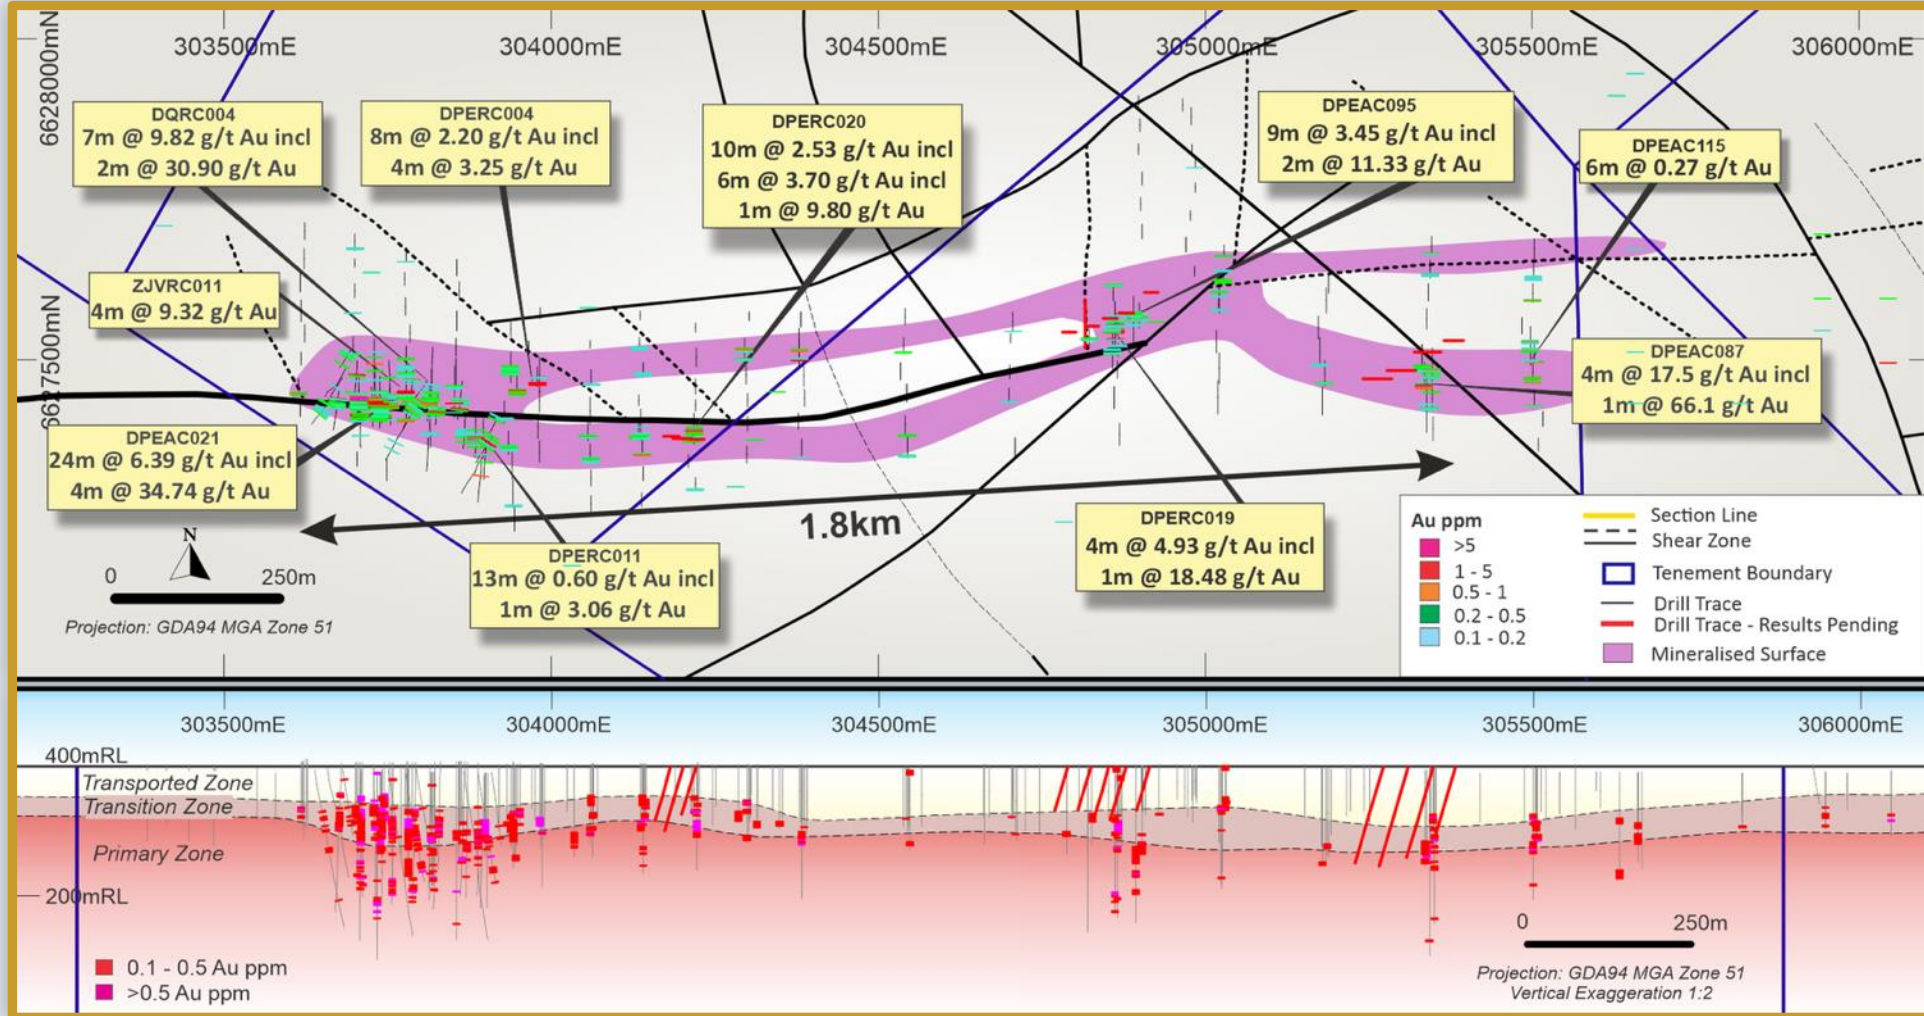 303500mE
304000mE
304500mE
305000mE
305500mE
306000mE
6628000mN
6627500mN
DQRC004
7m @ 9.82 g/t Au incl
2m @ 30.90 g/t Au
DPERC004
8m @ 2.20 g/t Au incl
4m @ 3.25 g/t Au
DPERC020
10m @ 2.53 g/t Au incl
6m @ 3.70 g/t Au incl
1m @ 9.80 g/t Au
DPEAC095
9m @ 3.45 g/t Au incl
2m @ 11.33 g/t Au
DPEAC115
6m @ 0.27 g/t Au
ZJVRC011
4m @ 9.32 g/t Au
DPEAC087
4m @ 17.5 g/t Au incl
1m @ 66.1 g/t Au
DPEAC021
24m @ 6.39 g/t Au incl
4m @ 34.74 g/t Au
1.8km
DPERC011
13m @ 0.60 g/t Au incl
1m @ 3.06 g/t Au
DPERC019
4m @ 4.93 g/t Au incl
1m @ 18.48 g/t Au
N
0
250m
Projection: GDA94 MGA Zone 51
Au ppm
>5
1 - 5
0.5 - 1
0.2 - 0.5
0.1 - 0.2
Section Line
Shear Zone
Tenement Boundary
Drill Trace
Drill Trace - Results Pending
Mineralised Surface
303500mE
304000mE
304500mE
305000mE
305500mE
306000mE
400mRL
Transported Zone
Transition Zone
Primary Zone
200mRL
0.1 - 0.5 Au ppm
>0.5 Au ppm
0
250m
Projection: GDA94 MGA Zone 51
Vertical Exaggeration 1:2